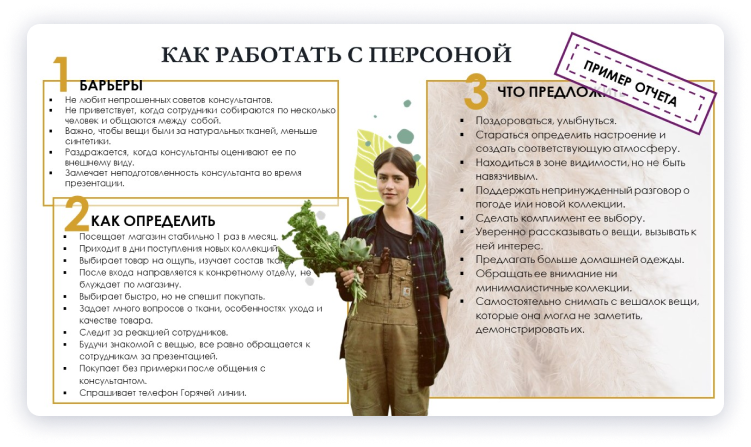 КАК РАБОТАТЬ С ПЕРСОНОЙ
ПРИМЕР ОТЧЕТА
1
БАРЬЕРЫ
▪ Не любит непрошенных советов консультантов.
▪ Не приветствует, когда сотрудники собираются по несколько
человек и общаются между собой.
▪ Важно, чтобы вещи были за натуральных тканей, меньше
синтетики.
▪ Раздражается, когда консультанты оценивают ее по
внешнему виду.
▪ Замечает неподготовленность консультанта во время
презентации.
2
КАК ОПРЕДЕЛИТЬ
▪ Посещает магазин стабильно 1 раз в месяц.
▪ Приходит в дни поступления новых коллекций.
▪ Выбирает товар на ощупь, изучает состав
▪ После входа направляется к конкретному отделу, не
блуждает по магазину.
▪ Выбирает быстро, но не спешит покупать.
▪ Задает много вопросов о ткани, особенностях ухода и
качестве товара.
▪ Следит за реакцией сотрудников.
▪ Будучи знакомой с вещью, все равно обращается к
сотрудникам за презентацией.
▪ Покупает без примерки после общения с
консультантом.
▪ Спрашивает телефон Горячей линии.
3
ЧТО
▪ Поздороваться, улыбнуться.
▪ Стараться определить настроение и
создать соответствующую атмосферу.
▪ Находиться в зоне видимости, но не быть
навязчивым.
▪ Поддержать непринужденный разговор о
погоде или новой коллекции.
▪ Сделать комплимент ее выбору.
▪ Уверенно рассказывать о вещи, вызывать к
ней интерес.
▪ Предлагать больше домашней одежды.
▪ Обращать ее внимание ни
минималистичные коллекции.
▪ Самостоятельно снимать с вешалок вещи,
которые она могла не заметить,
демонстрировать их.